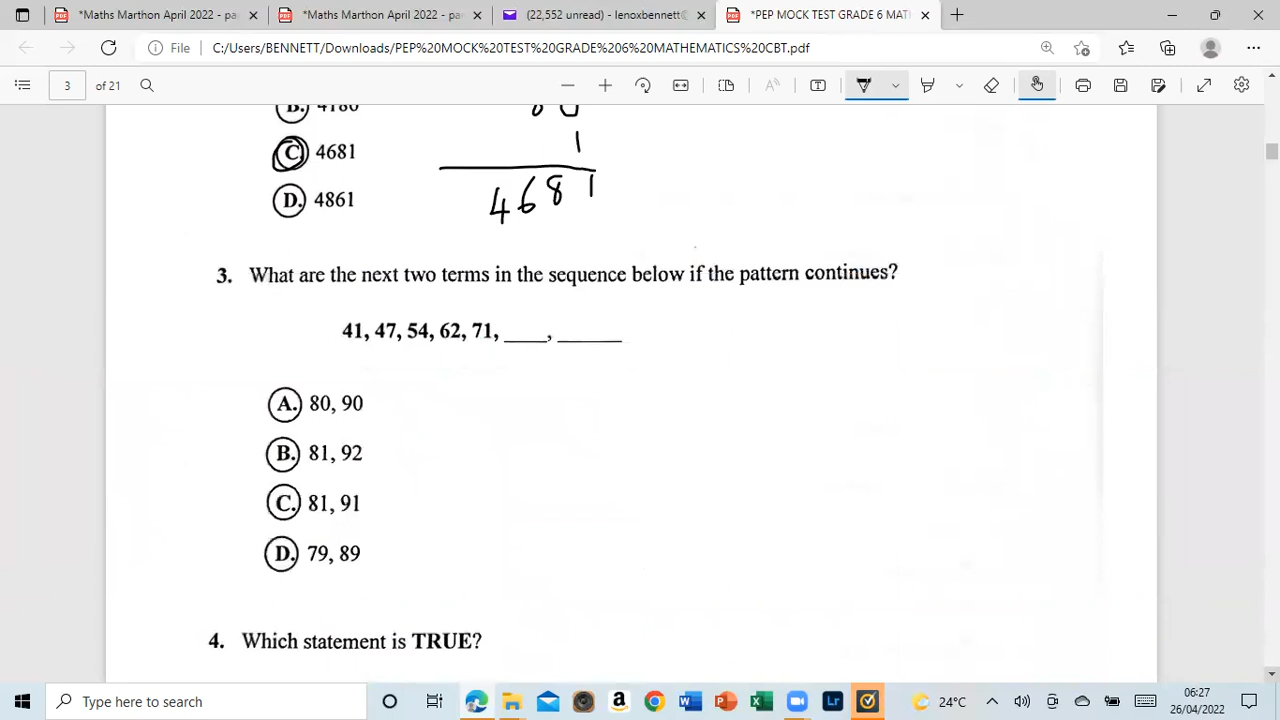 *Maths Marthon April 2022 - pa
*Maths Marthon April 2022 - pa
(22,552 unread) - lenoxbennett@
*PEP MOCK TEST GRADE 6 MATH
File C:/Users/BENNETT/Downloads/PEP%20MOCK%20TEST%20GRADE%206%20MATHEMATICS%20CBT.pdf
3 of 21
B. 4180
80
C. 4681
1
4681
D. 4861
3. What are the next two terms in the sequence below if the pattern continues?
41, 47, 54, 62, 71, ____, ______
A. 80, 90
B. 81, 92
C. 81, 91
D. 79, 89
4. Which statement is TRUE?
Type here to search
24°C
06:27
26/04/2022